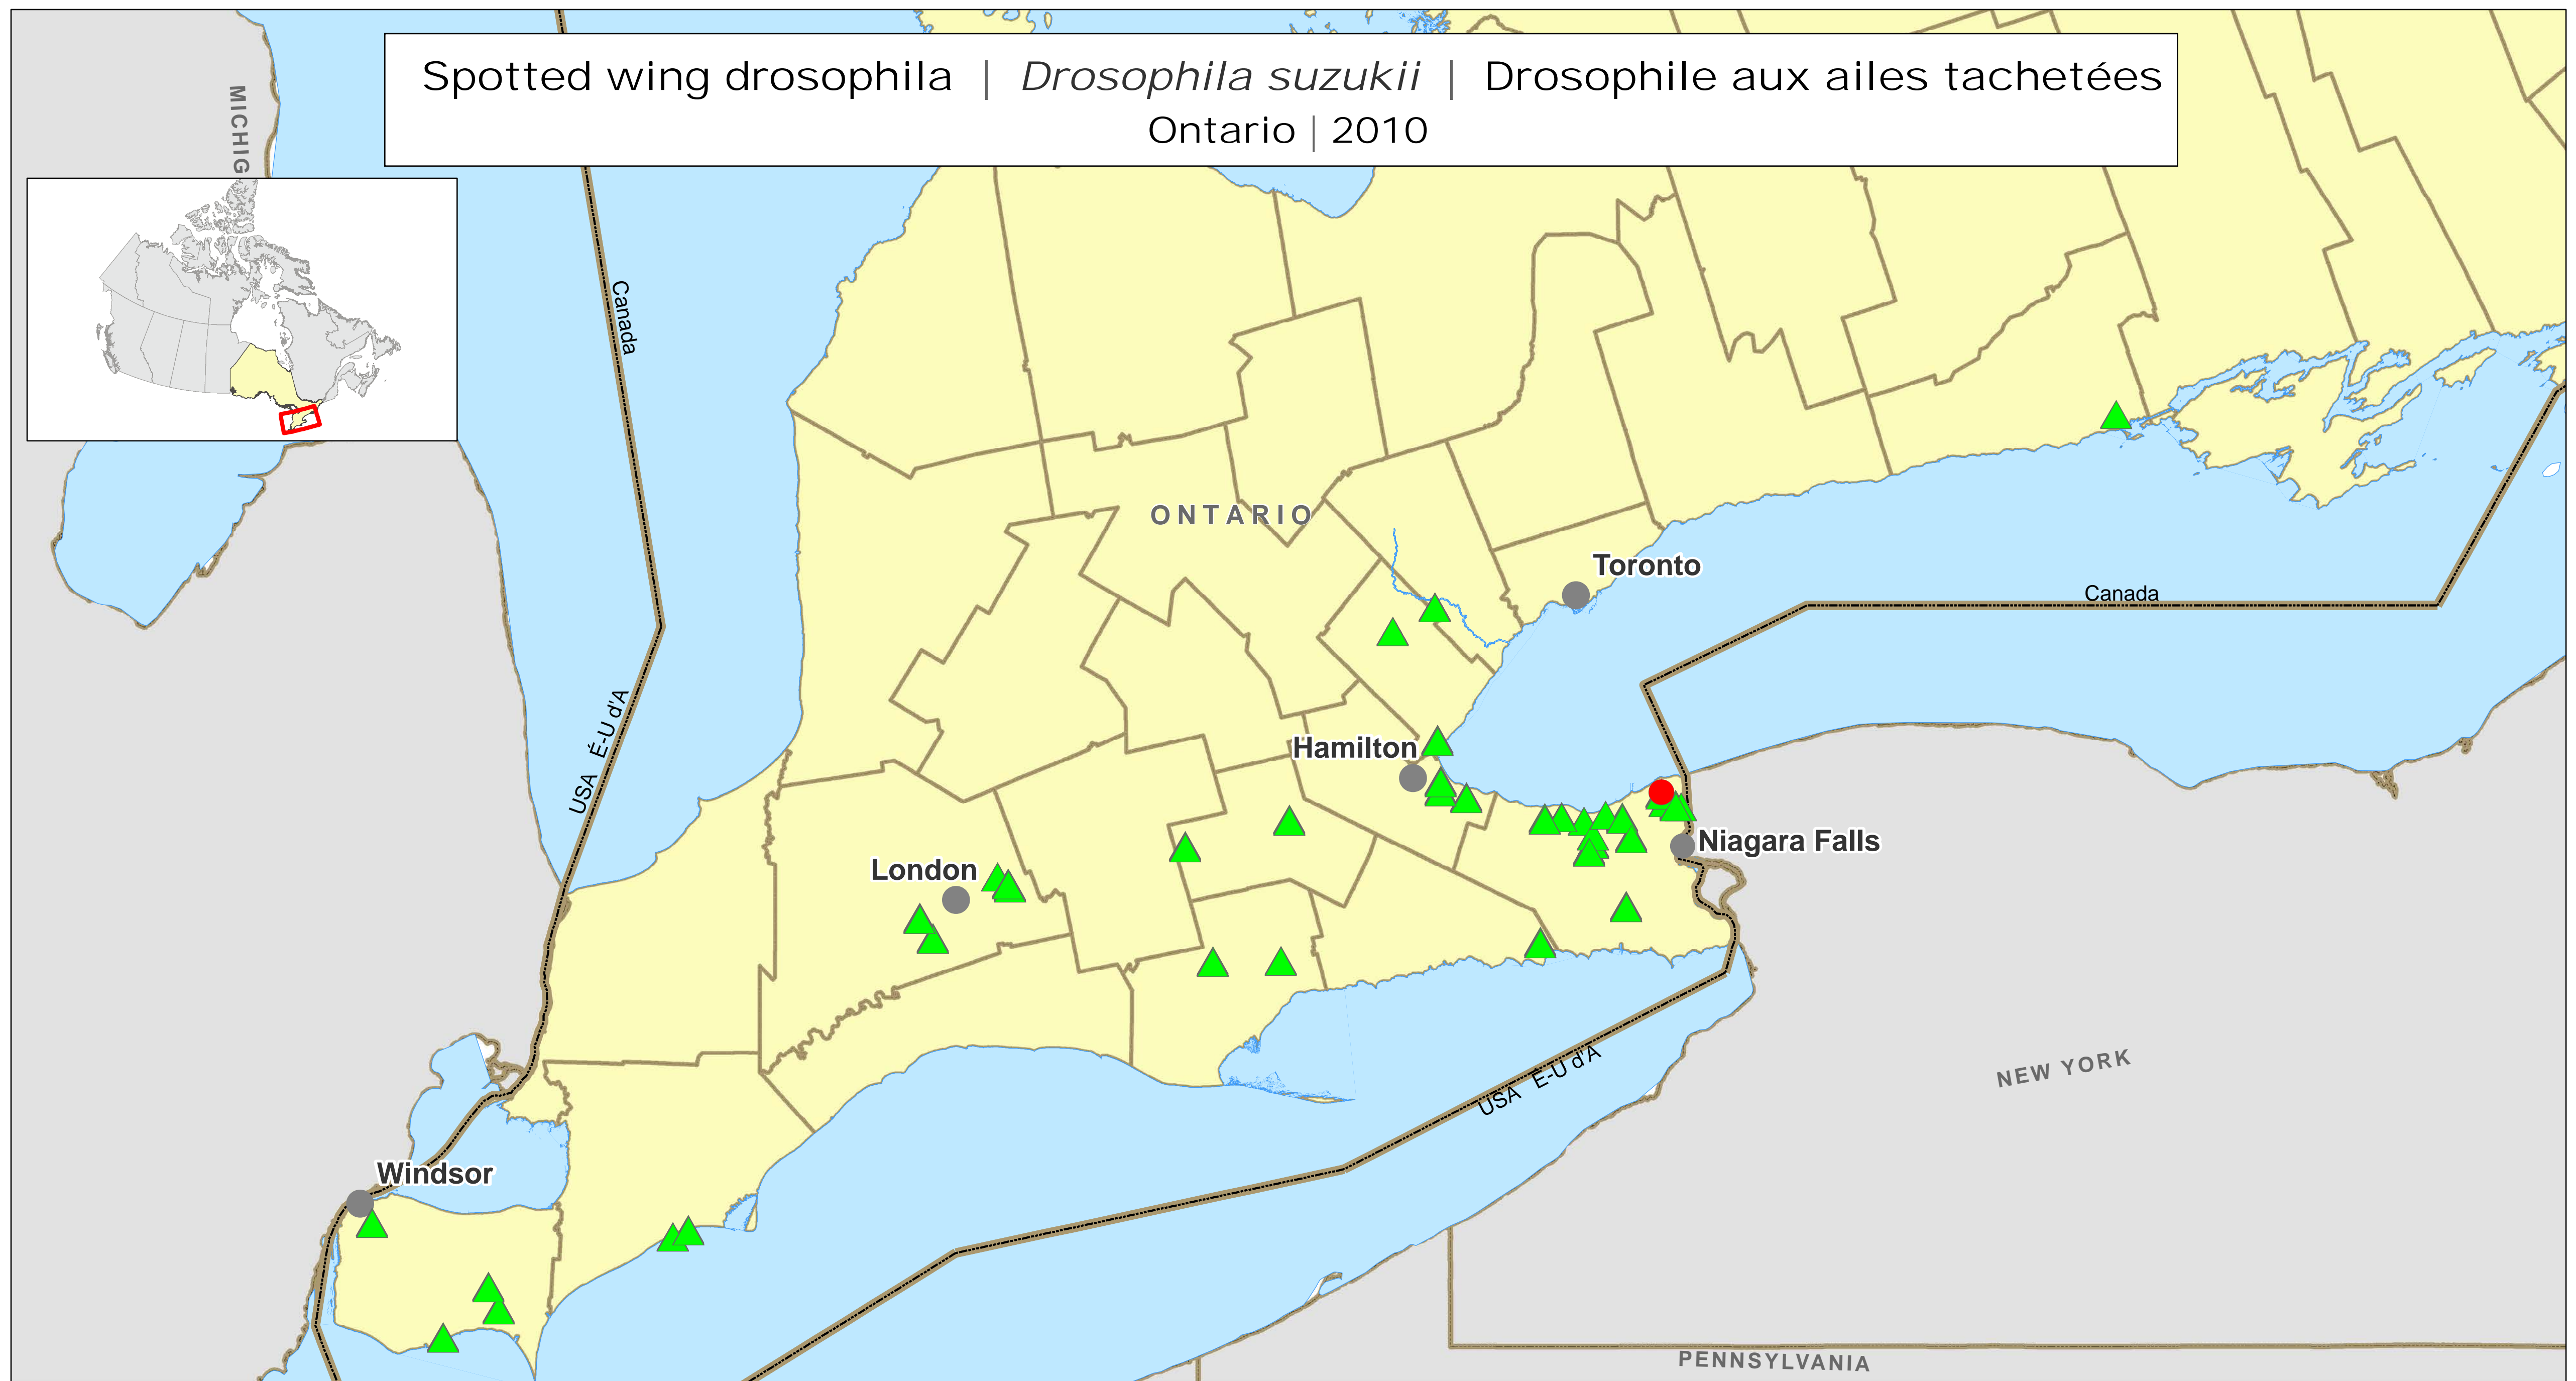 Spotted wing drosophila | Drosophila suzukii | Drosophile aux ailes tachetées
Ontario | 2010
MICHIG
Canada
ONTARIO
Toronto
Canada
USA É-U d'A
Hamilton
Niagara Falls
London
NEW YORK
USA É-U d'A
Windsor
PENNSYLVANIA